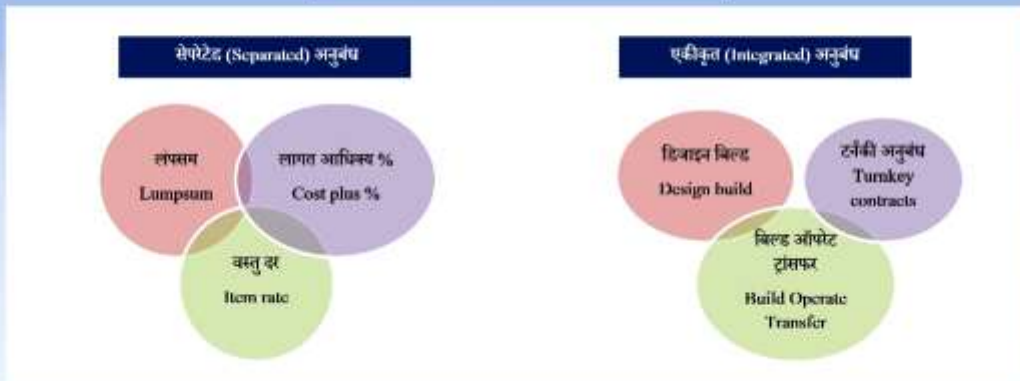 सेपरेटेड (Separated) अनुबंध
लंपसम
Lumpsum
लागत आधिक्य %
Cost plus %
वस्तु दर
Item rate
एकीकृत (Integrated) अनुबंध
डिजाइन बिल्ड
Design build
टर्नकी अनुबंध
Turnkey
contracts
बिल्ड ऑपरेट
ट्रांसफर
Build Operate
Transfer